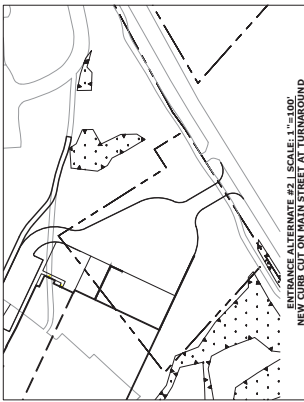 ENTRANCE ALTERNATE #2 | SCALE: 1"=100'
NEW CURB CUT ON MAIN STREET AT TURNAROUND